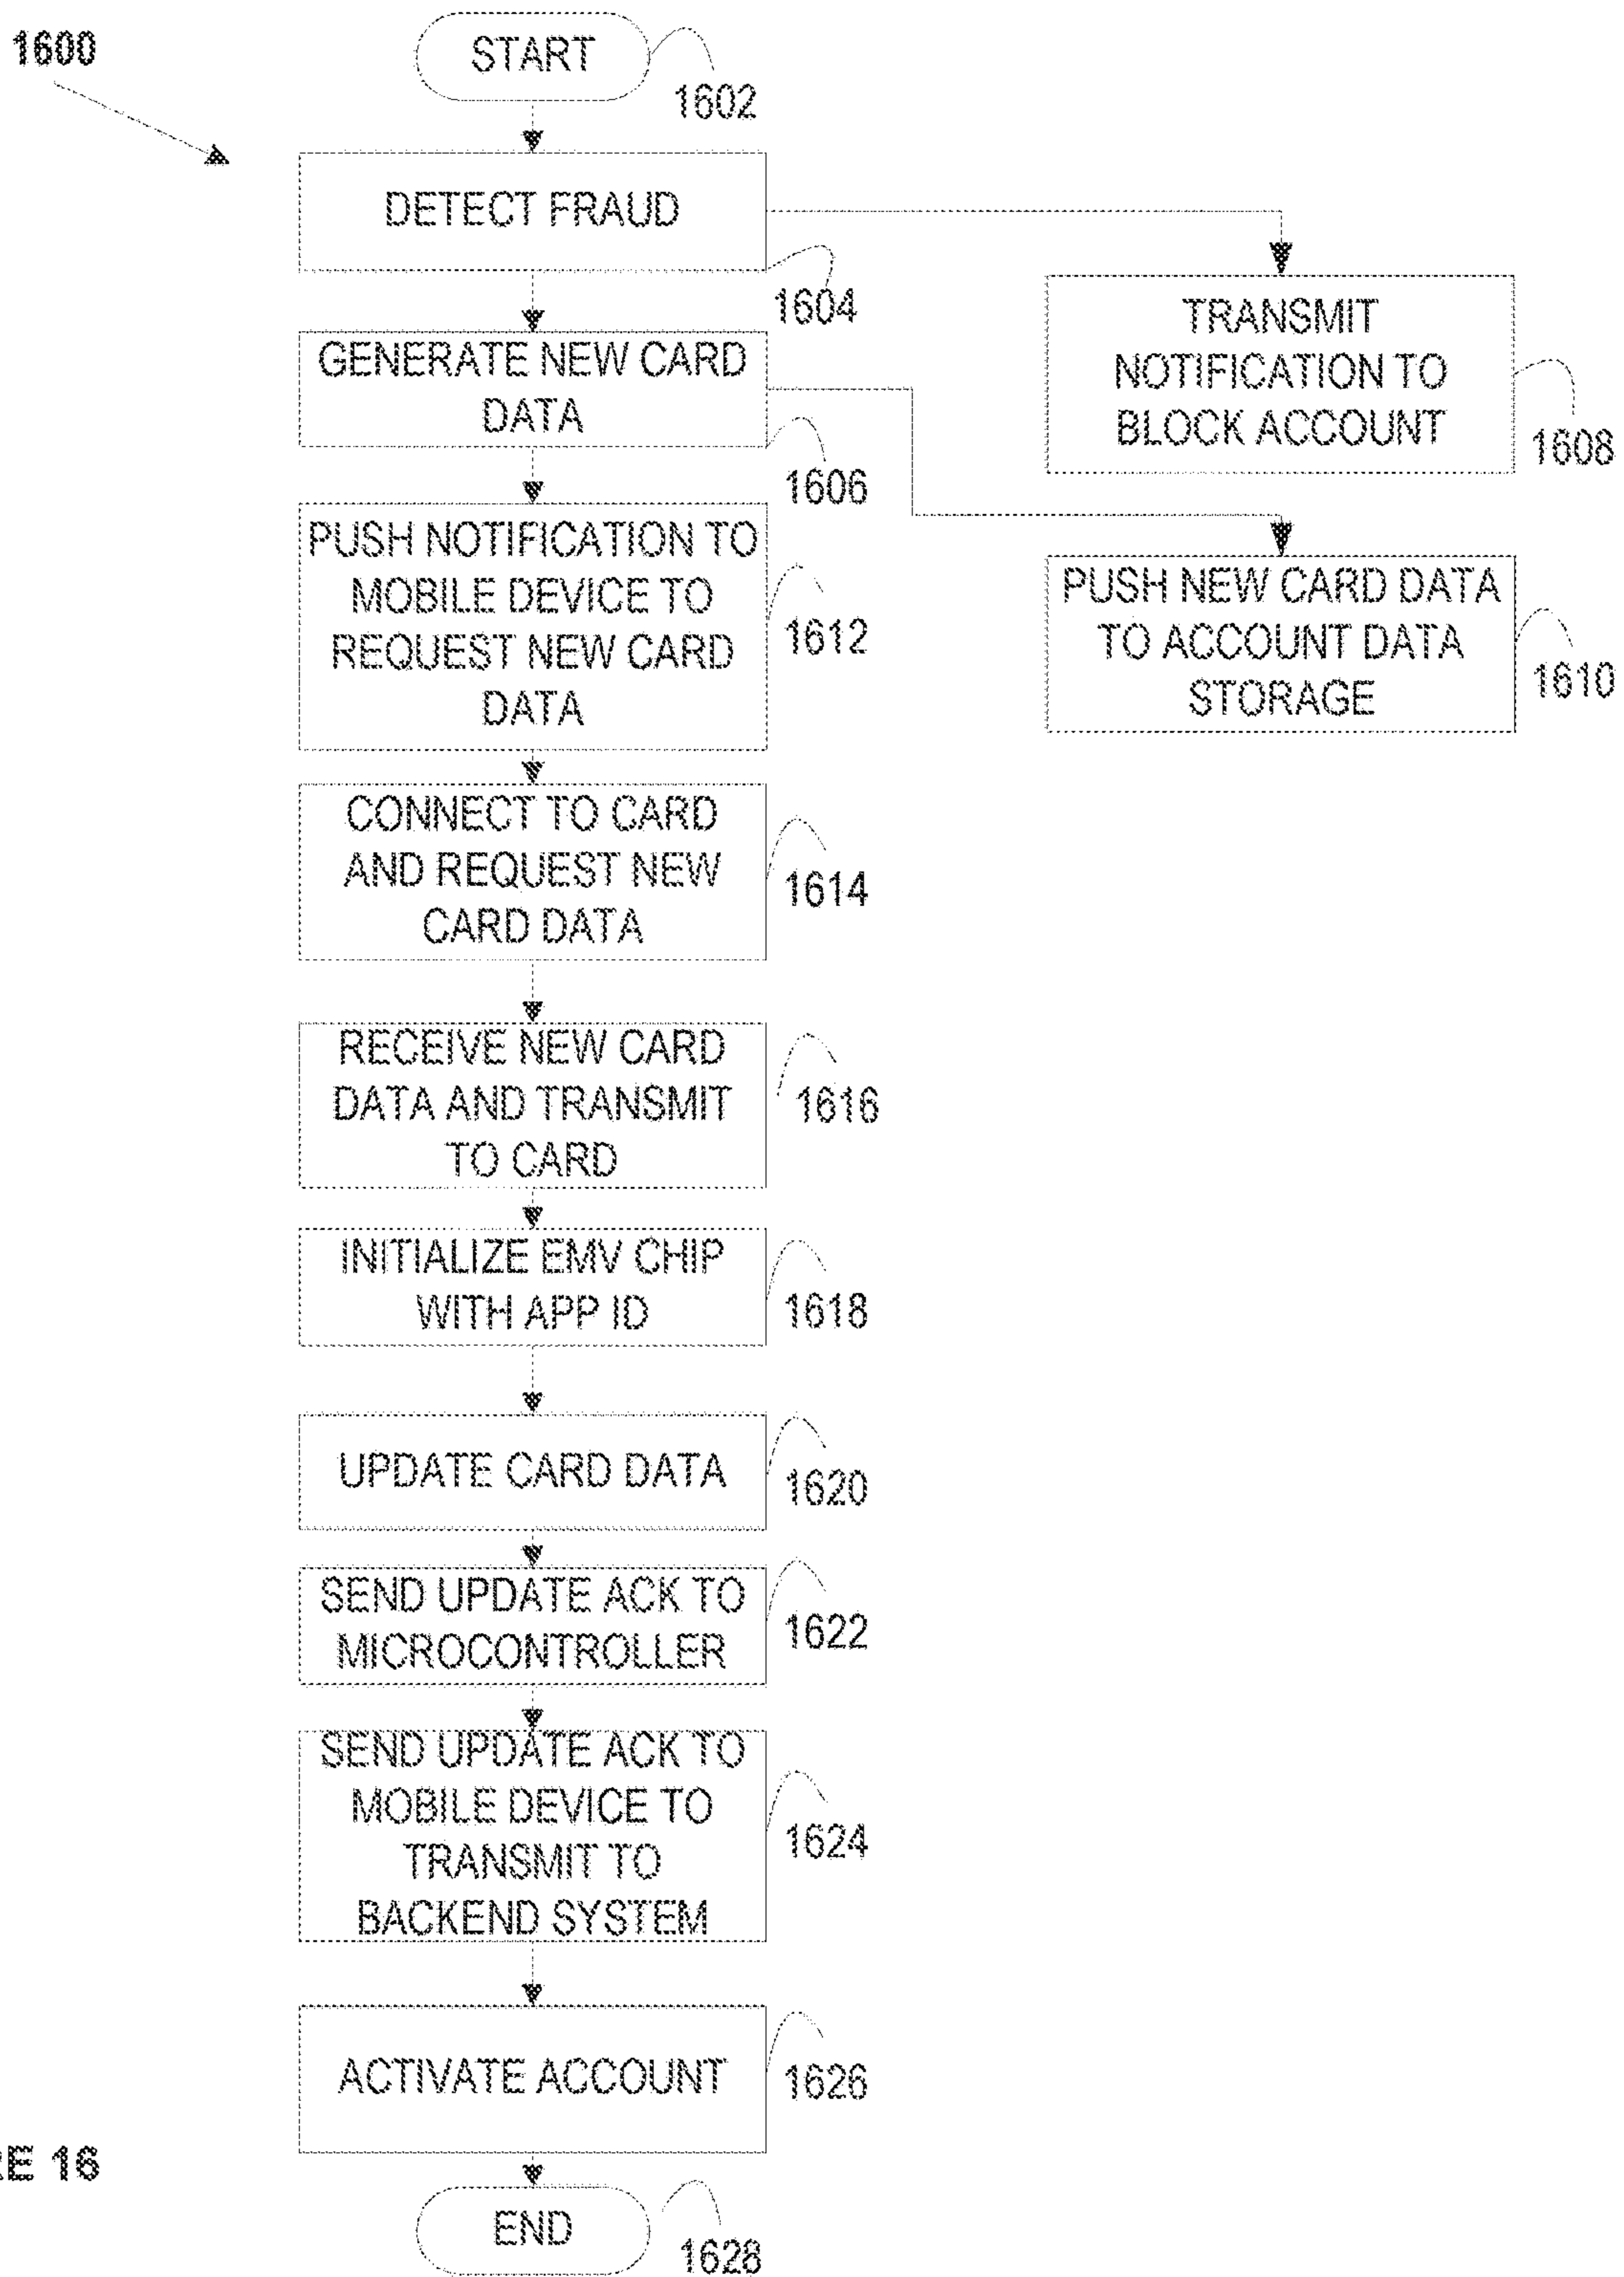 1600
START
1602
DETECT FRAUD
1604
TRANSMIT
NOTIFICATION TO
BLOCK ACCOUNT
1608
GENERATE NEW CARD
DATA
1606
PUSH NOTIFICATION TO
MOBILE DEVICE TO
REQUEST NEW CARD
DATA
1612
PUSH NEW CARD DATA
TO ACCOUNT DATA
STORAGE
1610
CONNECT TO CARD
AND REQUEST NEW
CARD DATA
1614
RECEIVE NEW CARD
DATA AND TRANSMIT
TO CARD
1616
INITIALIZE EMV CHIP
WITH APP ID
1618
UPDATE CARD DATA
1620
SEND UPDATE ACK TO
MICROCONTROLLER
1622
SEND UPDATE ACK TO
MOBILE DEVICE TO
TRANSMIT TO
BACKEND SYSTEM
1624
ACTIVATE ACCOUNT
1626
RE 16
END
1628